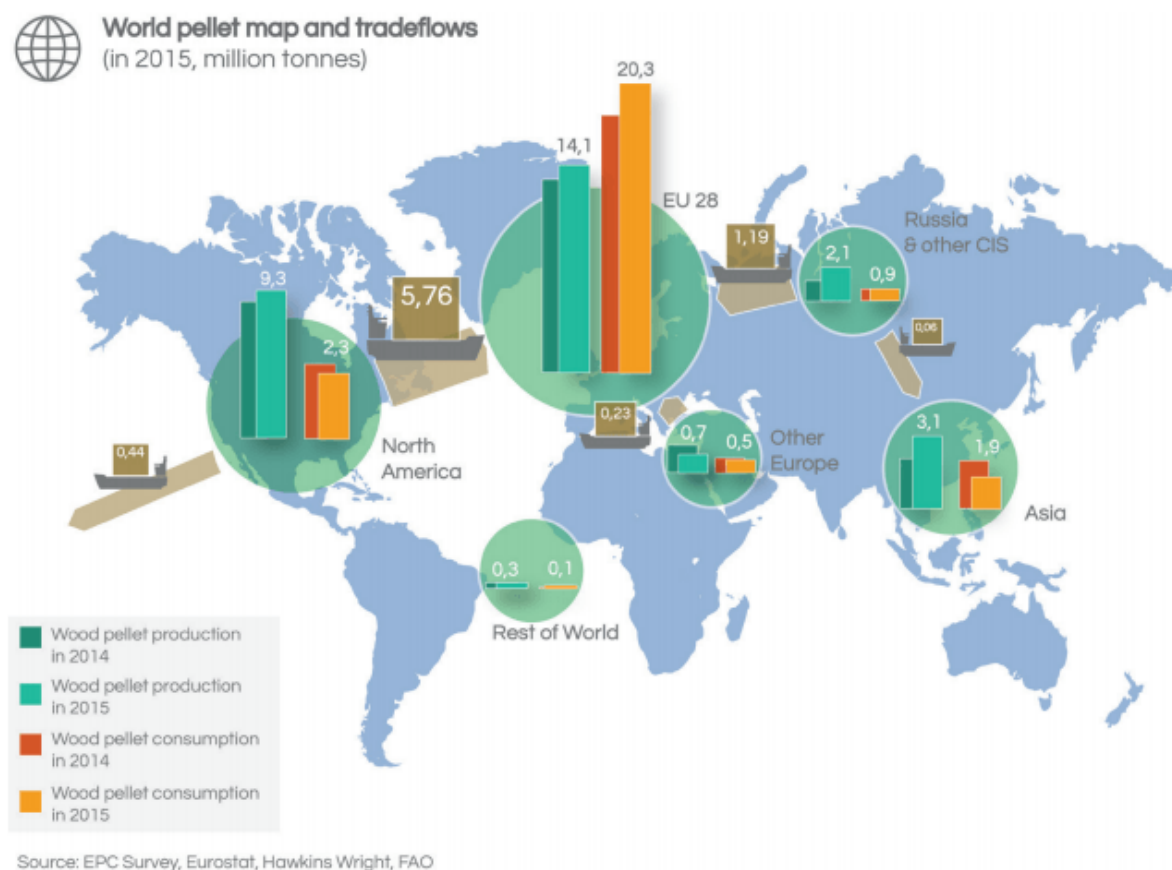 World pellet map and tradeflows
(in 2015, million tonnes)
20,3
14,1
EU 28
1,19
Russia
& other CIS
2,1
0,9
9,3
5,76
2,3
0,06
0,44
North
America
0,23
0,7
0,5
Other
Europe
3,1
1,9
Asia
0,3
0,1
Rest of World
Wood pellet production
in 2014
Wood pellet production
in 2015
Wood pellet consumption
in 2014
Wood pellet consumption
in 2015
Source: EPC Survey, Eurostat, Hawkins Wright, FAO